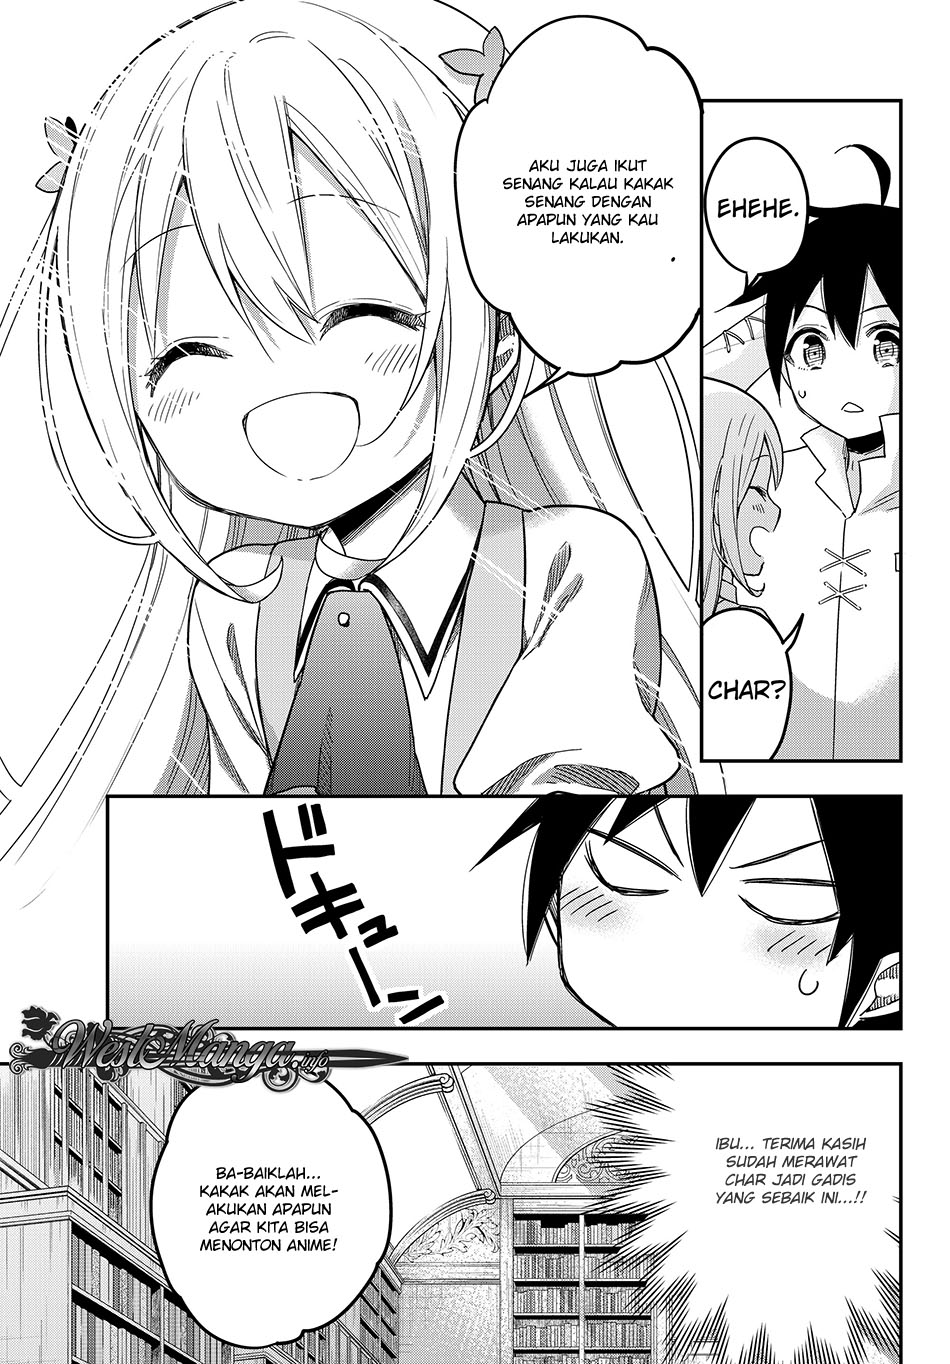 EHEHE.
CHAR?
AKU JUGA IKUT
SENANG KALAU KAKAK
SENANG DENGAN
APAPUN YANG KAU
LAKUKAN.
ドキューン
WestManga.info
IBU... TERIMA KASIH
SUDAH MERAWAT
CHAR JADI GADIS
YANG SEBAIK INI...!!
BA-BAIKLAH...
KAKAK AKAN MEL-
AKUKAN APAPUN
AGAR KITA BISA
MENONTON ANIME!